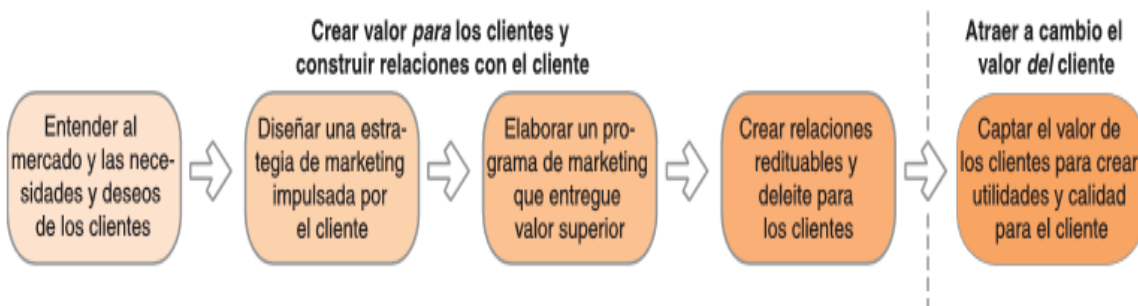 Crear valor para los clientes y
construir relaciones con el cliente
Atraer a cambio el
valor del cliente
Entender al
mercado y las nece-
sidades y deseos
de los clientes
Diseñar una estra-
tegia de marketing
impulsada por
el cliente
Elaborar un pro-
grama de marketing
que entregue
valor superior
Crear relaciones
redituables y
deleite para
los clientes
Captar el valor de
los clientes para crear
utilidades y calidad
para el cliente